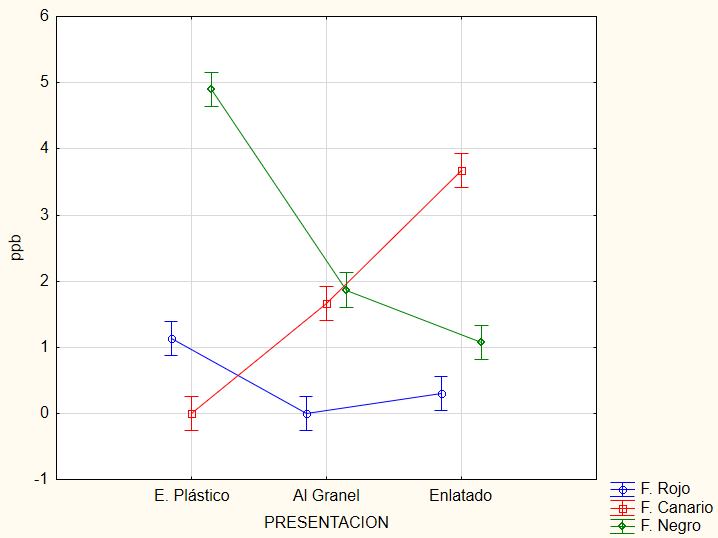 6
5
4
3
2
1
0
-1
ppb
E. Plástico
Al Granel
Enlatado
PRESENTACION
F. Rojo
F. Canario
F. Negro